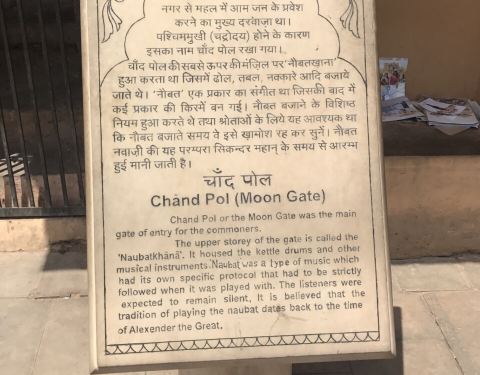 नगर से महल में आम जन के प्रवेश
करने का मुख्य दरवाज़ा था।
पश्चिममुखी (चद्रोदय) होने के कारण
इसका नाम चाँद पोल रखा गया।
चाँद पोल की सबसे ऊपर की मंज़िल पर 'नौबतखाना'
हुआ करता था जिसमें ढोल, तबल, नक्कारे आदि बजाये
जाते थे। 'नौबत' एक प्रकार का संगीत था जिसकी बाद में
कई प्रकार की किस्में बन गई। नौबत बजाने के विशिष्ठ
नियम हुआ करते थे तथा श्रोताओं के लिये यह आवश्यक था
कि नौबत बजाते समय वे इसे ख़ामोश रह कर सुनें। नौबत
नवाज़ी की यह परम्परा सिकन्दर महान् के समय से आरम्भ
हुई मानी जाती है।
चाँद पोल
Chānd Pol (Moon Gate)
Chand Pol or the Moon Gate was the main
gate of entry for the commoners.
The upper storey of the gate is called the
'Naubatkhānā'. It housed the kettle drums and other
musical instruments. Naubat was a type of music which
had its own specific protocol that had to be strictly
followed when it was played with. The listeners were
expected to remain silent, It is believed that the
tradition of playing the naubat dates back to the time
of Alexender the Great.